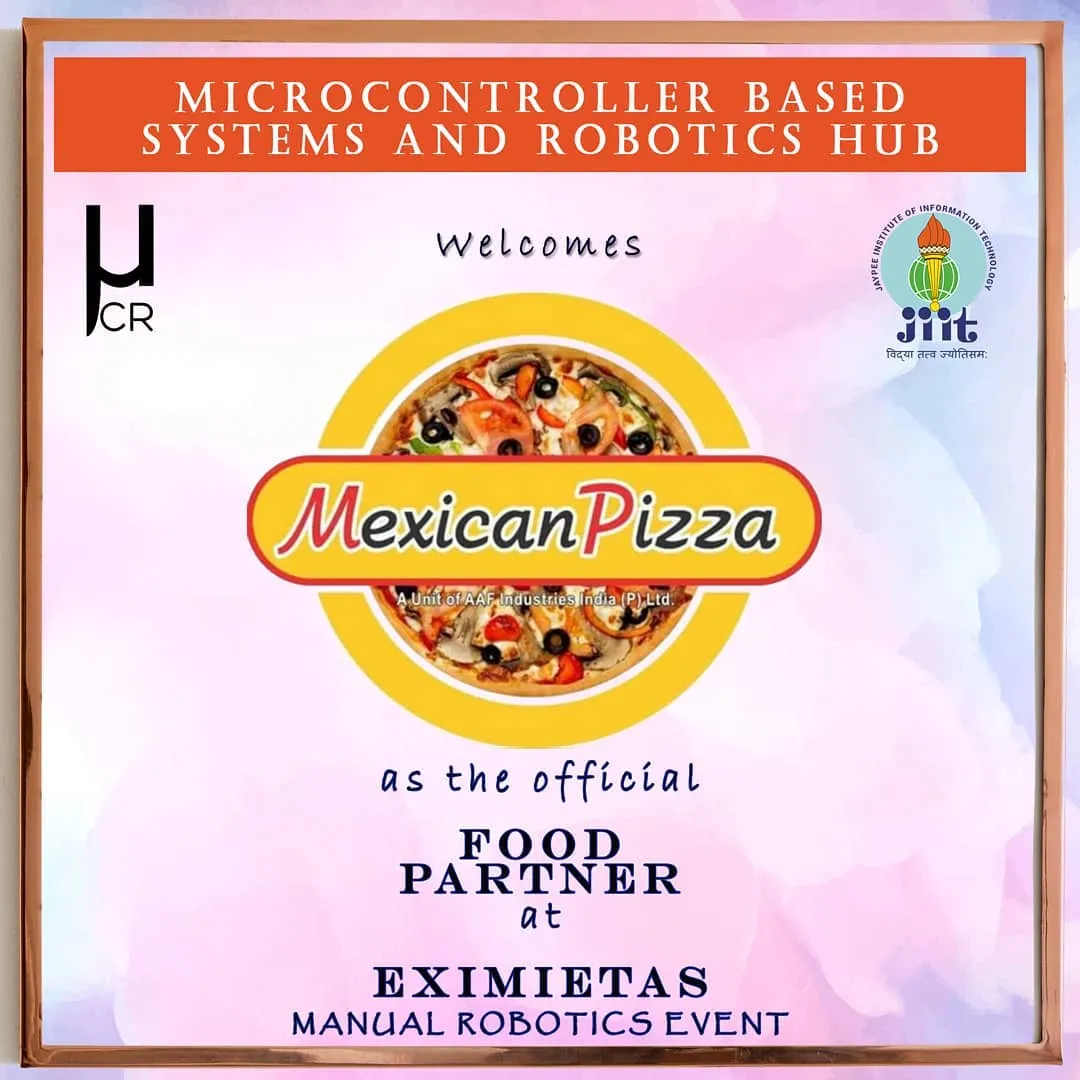 MICROCONTROLLER BASED
SYSTEMS AND ROBOTICS HUB
µCR
Welcomes
JAYPEE INSTITUTE OF INFORMATION TECHNOLOGY
jiit
विद्या तत्व ज्योतिसम:
MexicanPizza
A Unit of AAF Industries India (P) Ltd.
as the official
FOOD
PARTNER
at
EXIMIETAS
MANUAL ROBOTICS EVENT